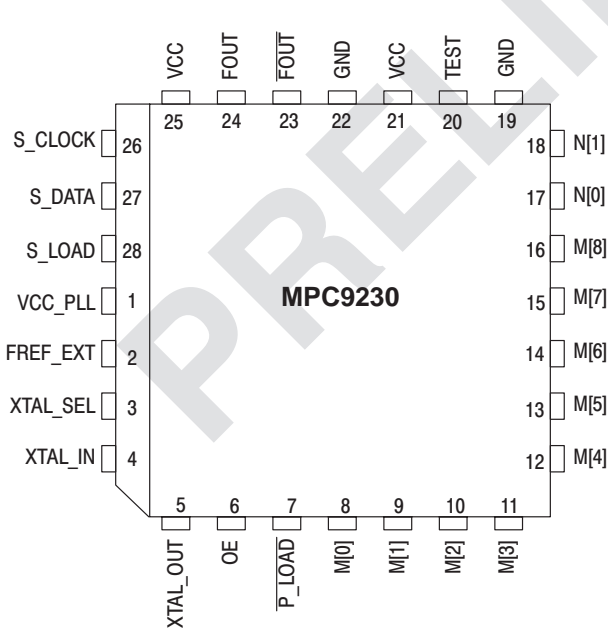 VCC
FOUT
FOUT
GND
VCC
TEST
GND
25
24
23
22
21
20
19
S_CLOCK
26
S_DATA
27
S_LOAD
28
VCC_PLL
1
FREF_EXT
2
XTAL_SEL
3
XTAL_IN
4
MPC9230
18
N[1]
17
N[0]
16
M[8]
15
M[7]
14
M[6]
13
M[5]
12
M[4]
5
6
7
8
9
10
11
XTAL_OUT
OE
P_LOAD
M[0]
M[1]
M[2]
M[3]